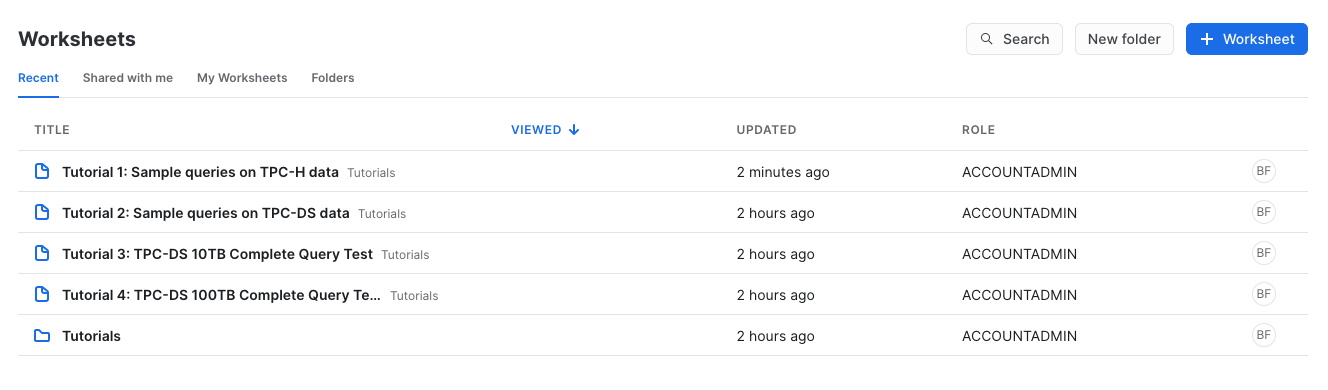 Worksheets
Search
New folder
+ Worksheet
Recent
Shared with me
My Worksheets
Folders
TITLE
VIEWED
UPDATED
ROLE
Tutorial 1: Sample queries on TPC-H data Tutorials
2 minutes ago
ACCOUNTADMIN
BF
Tutorial 2: Sample queries on TPC-DS data Tutorials
2 hours ago
ACCOUNTADMIN
BF
Tutorial 3: TPC-DS 10TB Complete Query Test Tutorials
2 hours ago
ACCOUNTADMIN
BF
Tutorial 4: TPC-DS 100TB Complete Query Te... Tutorials
2 hours ago
ACCOUNTADMIN
BF
Tutorials
2 hours ago
ACCOUNTADMIN
BF